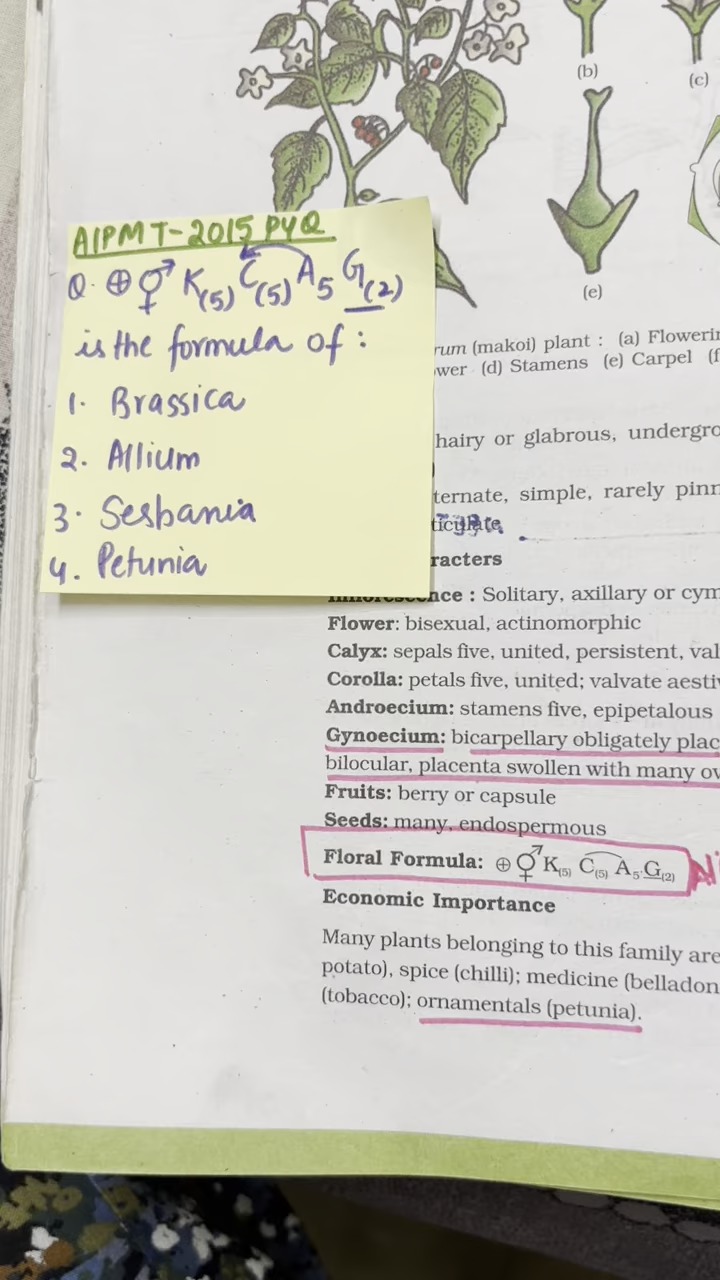 (b)
(c)
(e)
AIPMT-2015 PYQ
Q. ⊕ ⚥ K(5) C(5) A5 G(2)
is the formula of :
1. Brassica
2. Allium
3. Sesbania
4. Petunia
rum (makoi) plant : (a) Flowerin
wer (d) Stamens (e) Carpel (f
hairy or glabrous, undergro
ternate, simple, rarely pinn
ticulate
racters
nce : Solitary, axillary or cym
Flower: bisexual, actinomorphic
Calyx: sepals five, united, persistent, val
Corolla: petals five, united; valvate aesti
Androecium: stamens five, epipetalous
Gynoecium: bicarpellary obligately plac
bilocular, placenta swollen with many ov
Fruits: berry or capsule
Seeds: many, endospermous
Floral Formula: ⊕ ⚥ K(5) C(5) A5 G(2)
Economic Importance
Many plants belonging to this family are
potato), spice (chilli); medicine (belladon
(tobacco); ornamentals (petunia).